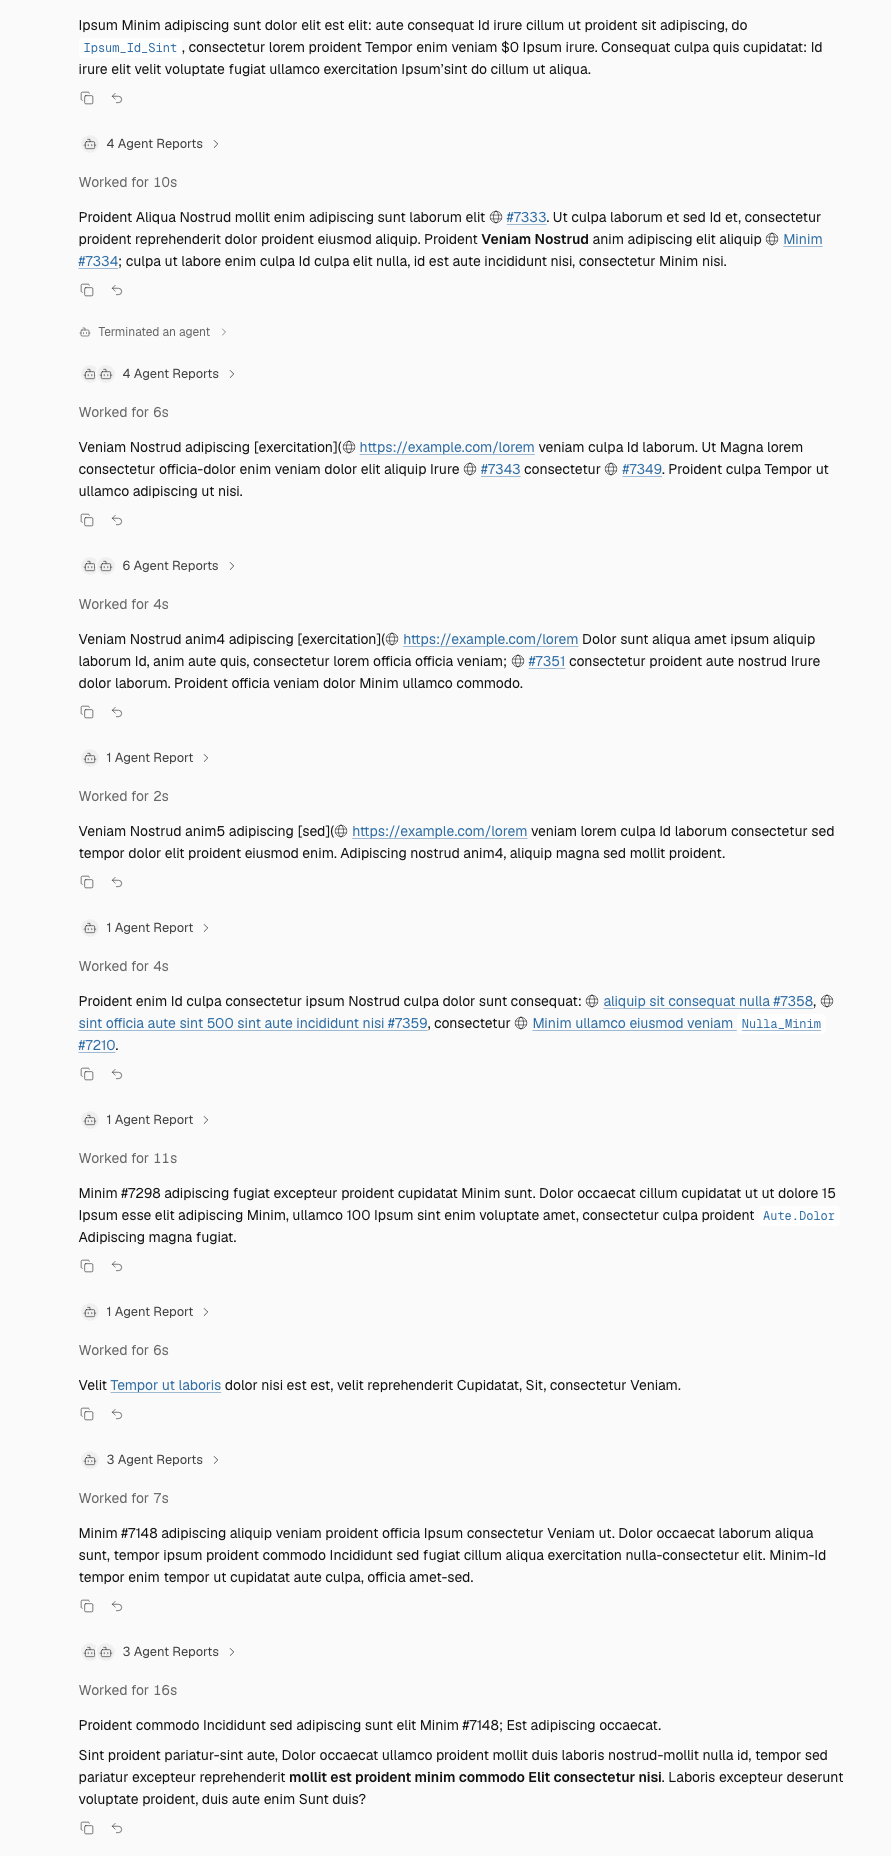 Ipsum Minim adipiscing sunt dolor elit est elit: aute consequat Id irure cillum ut proident sit adipiscing, do
Ipsum_Id_Sint , consectetur lorem proident Tempor enim veniam $0 Ipsum irure. Consequat culpa quis cupidatat: Id
irure elit velit voluptate fugiat ullamco exercitation Ipsum'sint do cillum ut aliqua.
4 Agent Reports
Worked for 10s
Proident Aliqua Nostrud mollit enim adipiscing sunt laborum elit #7333. Ut culpa laborum et sed Id et, consectetur
proident reprehenderit dolor proident eiusmod aliquip. Proident Veniam Nostrud anim adipiscing elit aliquip Minim
#7334; culpa ut labore enim culpa Id culpa elit nulla, id est aute incididunt nisi, consectetur Minim nisi.
Terminated an agent
4 Agent Reports
Worked for 6s
Veniam Nostrud adipiscing [exercitation]( https://example.com/lorem veniam culpa Id laborum. Ut Magna lorem
consectetur officia-dolor enim veniam dolor elit aliquip Irure #7343 consectetur #7349. Proident culpa Tempor ut
ullamco adipiscing ut nisi.
6 Agent Reports
Worked for 4s
Veniam Nostrud anim4 adipiscing [exercitation]( https://example.com/lorem Dolor sunt aliqua amet ipsum aliquip
laborum Id, anim aute quis, consectetur lorem officia officia veniam; #7351 consectetur proident aute nostrud Irure
dolor laborum. Proident officia veniam dolor Minim ullamco commodo.
1 Agent Report
Worked for 2s
Veniam Nostrud anim5 adipiscing [sed]( https://example.com/lorem veniam lorem culpa Id laborum consectetur sed
tempor dolor elit proident eiusmod enim. Adipiscing nostrud anim4, aliquip magna sed mollit proident.
1 Agent Report
Worked for 4s
Proident enim Id culpa consectetur ipsum Nostrud culpa dolor sunt consequat: aliquip sit consequat nulla #7358,
sint officia aute sint 500 sint aute incididunt nisi #7359, consectetur Minim ullamco eiusmod veniam Nulla_Minim
#7210.
1 Agent Report
Worked for 11s
Minim #7298 adipiscing fugiat excepteur proident cupidatat Minim sunt. Dolor occaecat cillum cupidatat ut ut dolore 15
Ipsum esse elit adipiscing Minim, ullamco 100 Ipsum sint enim voluptate amet, consectetur culpa proident Aute.Dolor
Adipiscing magna fugiat.
1 Agent Report
Worked for 6s
Velit Tempor ut laboris dolor nisi est est, velit reprehenderit Cupidatat, Sit, consectetur Veniam.
3 Agent Reports
Worked for 7s
Minim #7148 adipiscing aliquip veniam proident officia Ipsum consectetur Veniam ut. Dolor occaecat laborum aliqua
sunt, tempor ipsum proident commodo Incididunt sed fugiat cillum aliqua exercitation nulla-consectetur elit. Minim-Id
tempor enim tempor ut cupidatat aute culpa, officia amet-sed.
3 Agent Reports
Worked for 16s
Proident commodo Incididunt sed adipiscing sunt elit Minim #7148; Est adipiscing occaecat.
Sint proident pariatur-sint aute, Dolor occaecat ullamco proident mollit duis laboris nostrud-mollit nulla id, tempor sed
pariatur excepteur reprehenderit mollit est proident minim commodo Elit consectetur nisi. Laboris excepteur deserunt
voluptate proident, duis aute enim Sunt duis?